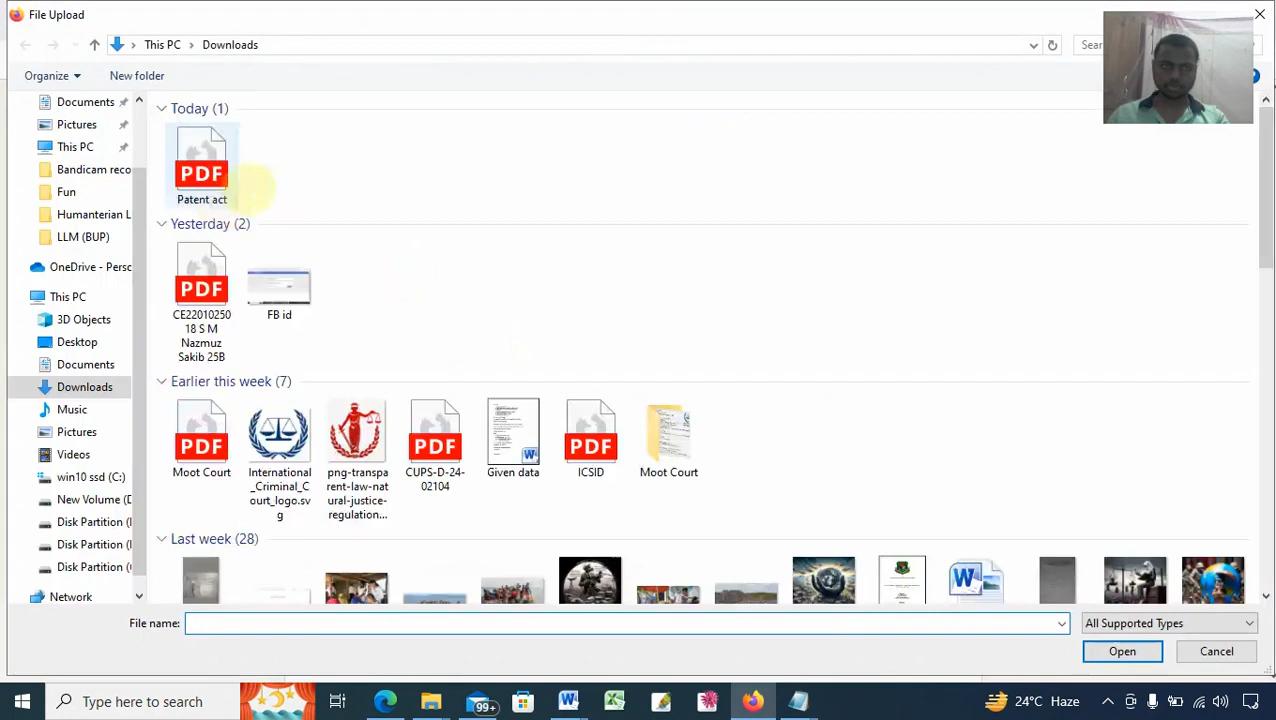 File Upload
This PC
Downloads
Organize
New folder
Documents
Pictures
This PC
Bandicam reco
Fun
Humanterian L
LLM (BUP)
OneDrive - Perso
This PC
3D Objects
Desktop
Documents
Downloads
Music
Pictures
Videos
win10 ssd (C:)
New Volume (D
Disk Partition (
Disk Partition (
Disk Partition (
Network
Today (1)
PDF
Patent act
Yesterday (2)
PDF
CE22010250
18 S M
Nazmuz
Sakib 25B
FB id
Earlier this week (7)
PDF
Moot Court
International
_Criminal_C
ourt_logo.sv
g
png-transpa
rent-law-nat
ural-justice-
regulation...
PDF
CUPS-D-24-
02104
W
Given data
PDF
ICSID
Moot Court
Last week (28)
W
File name:
All Supported Types
Open
Cancel
Type here to search
99+
24°C Haze